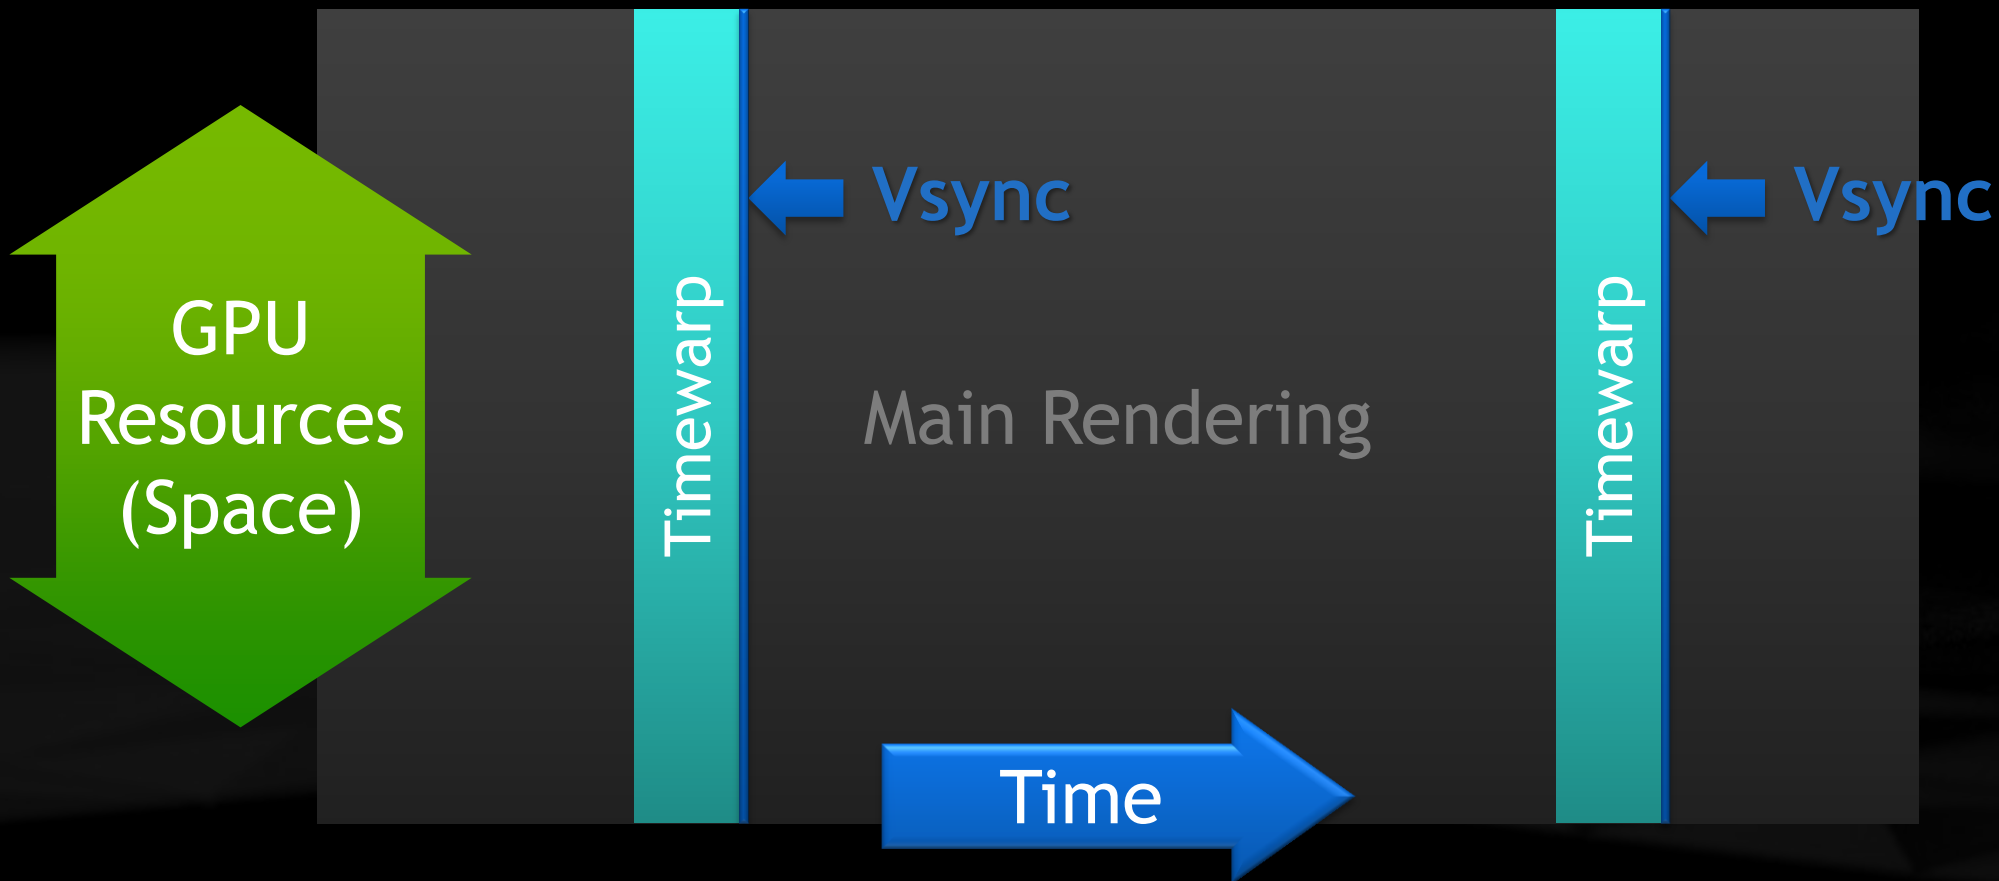 GPU
Resources
(Space)
Timewarp
Vsync
Main Rendering
Timewarp
Vsync
Time